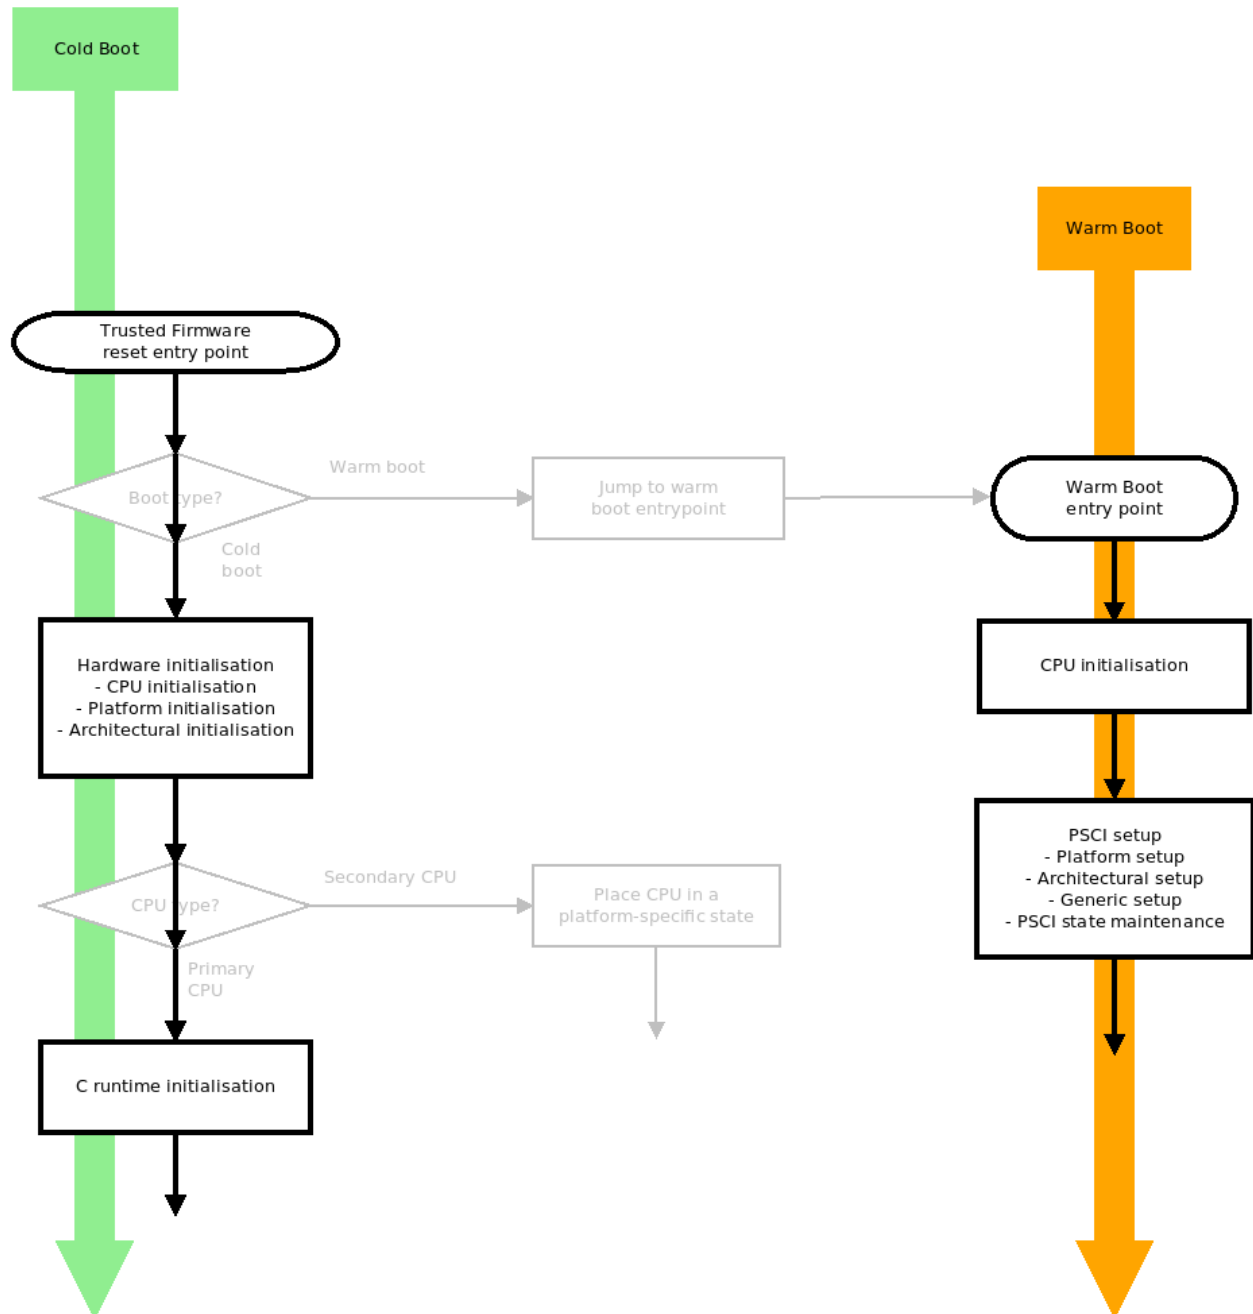 Cold Boot
Warm Boot
Trusted Firmware
reset entry point
Warm boot
Boot type?
Jump to warm
boot entrypoint
Warm Boot
entry point
Cold
boot
Hardware initialisation
- CPU initialisation
- Platform initialisation
- Architectural initialisation
CPU initialisation
PSCI setup
- Platform setup
- Architectural setup
- Generic setup
- PSCI state maintenance
Secondary CPU
CPU type?
Place CPU in a
platform-specific state
Primary
CPU
C runtime initialisation